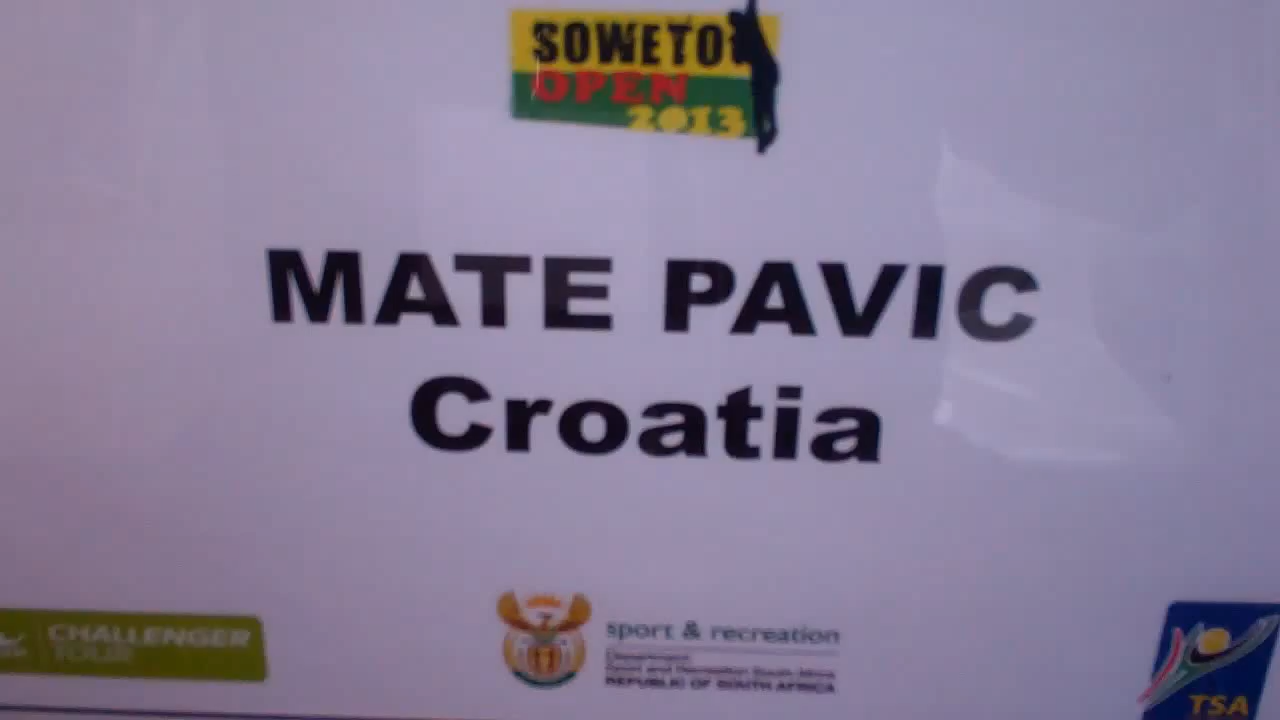 SOWETO
OPEN
2013
MATE PAVIC
Croatia
CHALLENGER
TOUR
sport & recreation
Department:
Sport and Recreation South Africa
REPUBLIC OF SOUTH AFRICA
TSA